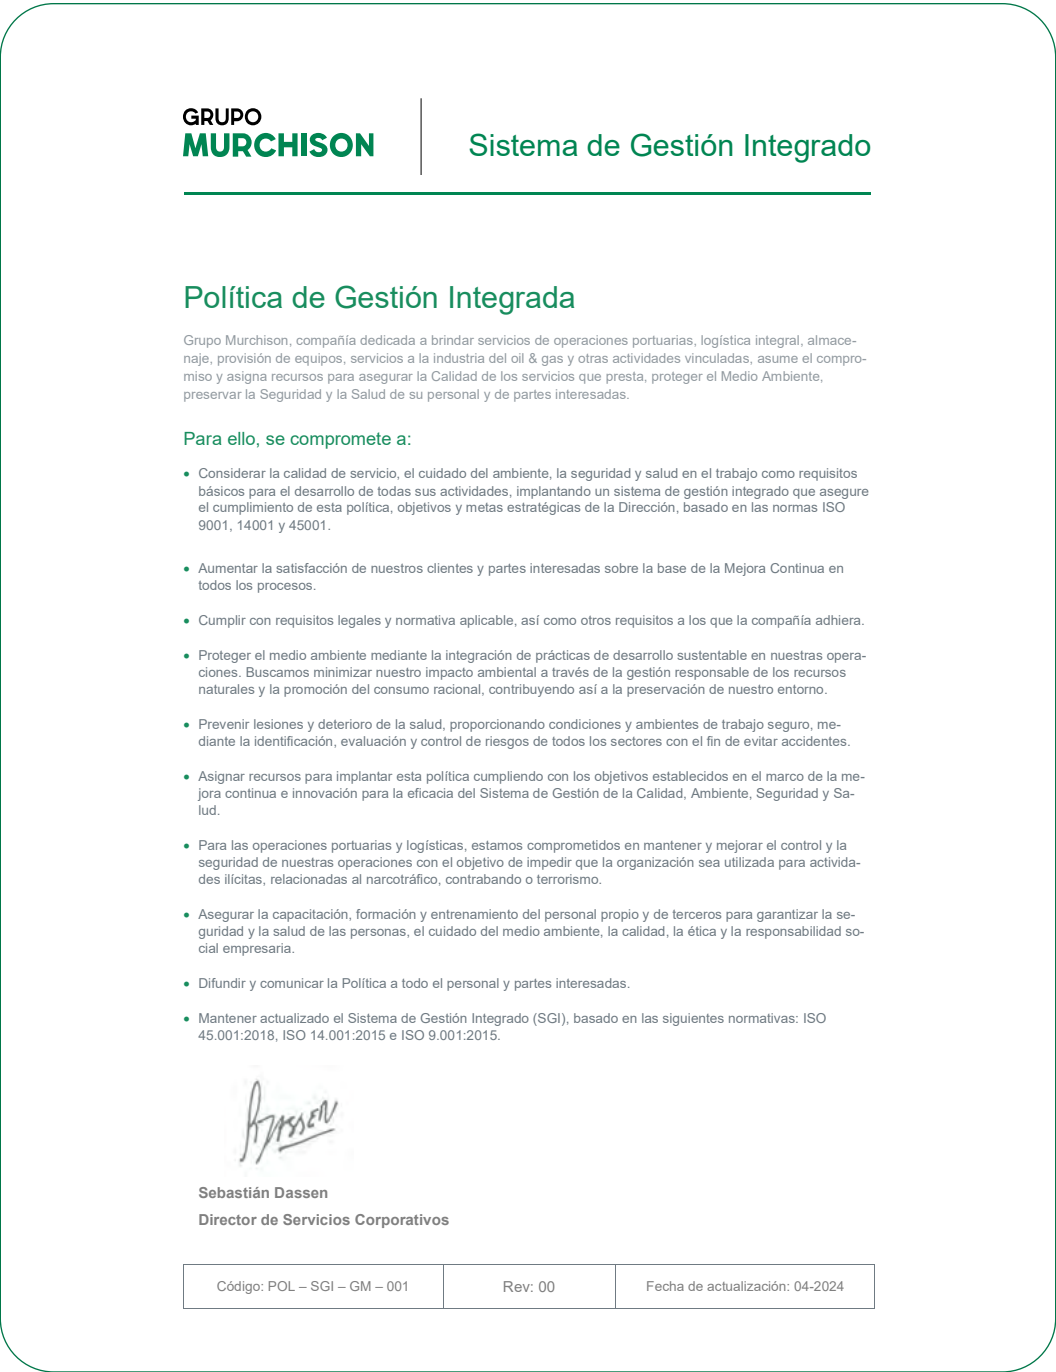 GRUPO
MURCHISON
Sistema de Gestión Integrado
Política de Gestión Integrada
Grupo Murchison, compañía dedicada a brindar servicios de operaciones portuarias, logística integral, almace-
naje, provisión de equipos, servicios a la industria del oil & gas y otras actividades vinculadas, asume el compro-
miso y asigna recursos para asegurar la Calidad de los servicios que presta, proteger el Medio Ambiente,
preservar la Seguridad y la Salud de su personal y de partes interesadas.
Para ello, se compromete a:
• Considerar la calidad de servicio, el cuidado del ambiente, la seguridad y salud en el trabajo como requisitos
básicos para el desarrollo de todas sus actividades, implantando un sistema de gestión integrado que asegure
el cumplimiento de esta política, objetivos y metas estratégicas de la Dirección, basado en las normas ISO
9001, 14001 y 45001.
• Aumentar la satisfacción de nuestros clientes y partes interesadas sobre la base de la Mejora Continua en
todos los procesos.
• Cumplir con requisitos legales y normativa aplicable, así como otros requisitos a los que la compañía adhiera.
• Proteger el medio ambiente mediante la integración de prácticas de desarrollo sustentable en nuestras opera-
ciones. Buscamos minimizar nuestro impacto ambiental a través de la gestión responsable de los recursos
naturales y la promoción del consumo racional, contribuyendo así a la preservación de nuestro entorno.
• Prevenir lesiones y deterioro de la salud, proporcionando condiciones y ambientes de trabajo seguro, me-
diante la identificación, evaluación y control de riesgos de todos los sectores con el fin de evitar accidentes.
• Asignar recursos para implantar esta política cumpliendo con los objetivos establecidos en el marco de la me-
jora continua e innovación para la eficacia del Sistema de Gestión de la Calidad, Ambiente, Seguridad y Sa-
lud.
• Para las operaciones portuarias y logísticas, estamos comprometidos en mantener y mejorar el control y la
seguridad de nuestras operaciones con el objetivo de impedir que la organización sea utilizada para activida-
des ilícitas, relacionadas al narcotráfico, contrabando o terrorismo.
• Asegurar la capacitación, formación y entrenamiento del personal propio y de terceros para garantizar la se-
guridad y la salud de las personas, el cuidado del medio ambiente, la calidad, la ética y la responsabilidad so-
cial empresaria.
• Difundir y comunicar la Política a todo el personal y partes interesadas.
• Mantener actualizado el Sistema de Gestión Integrado (SGI), basado en las siguientes normativas: ISO
45.001:2018, ISO 14.001:2015 e ISO 9.001:2015.
Sebastián Dassen
Director de Servicios Corporativos
Código: POL – SGI – GM – 001
Rev: 00
Fecha de actualización: 04-2024